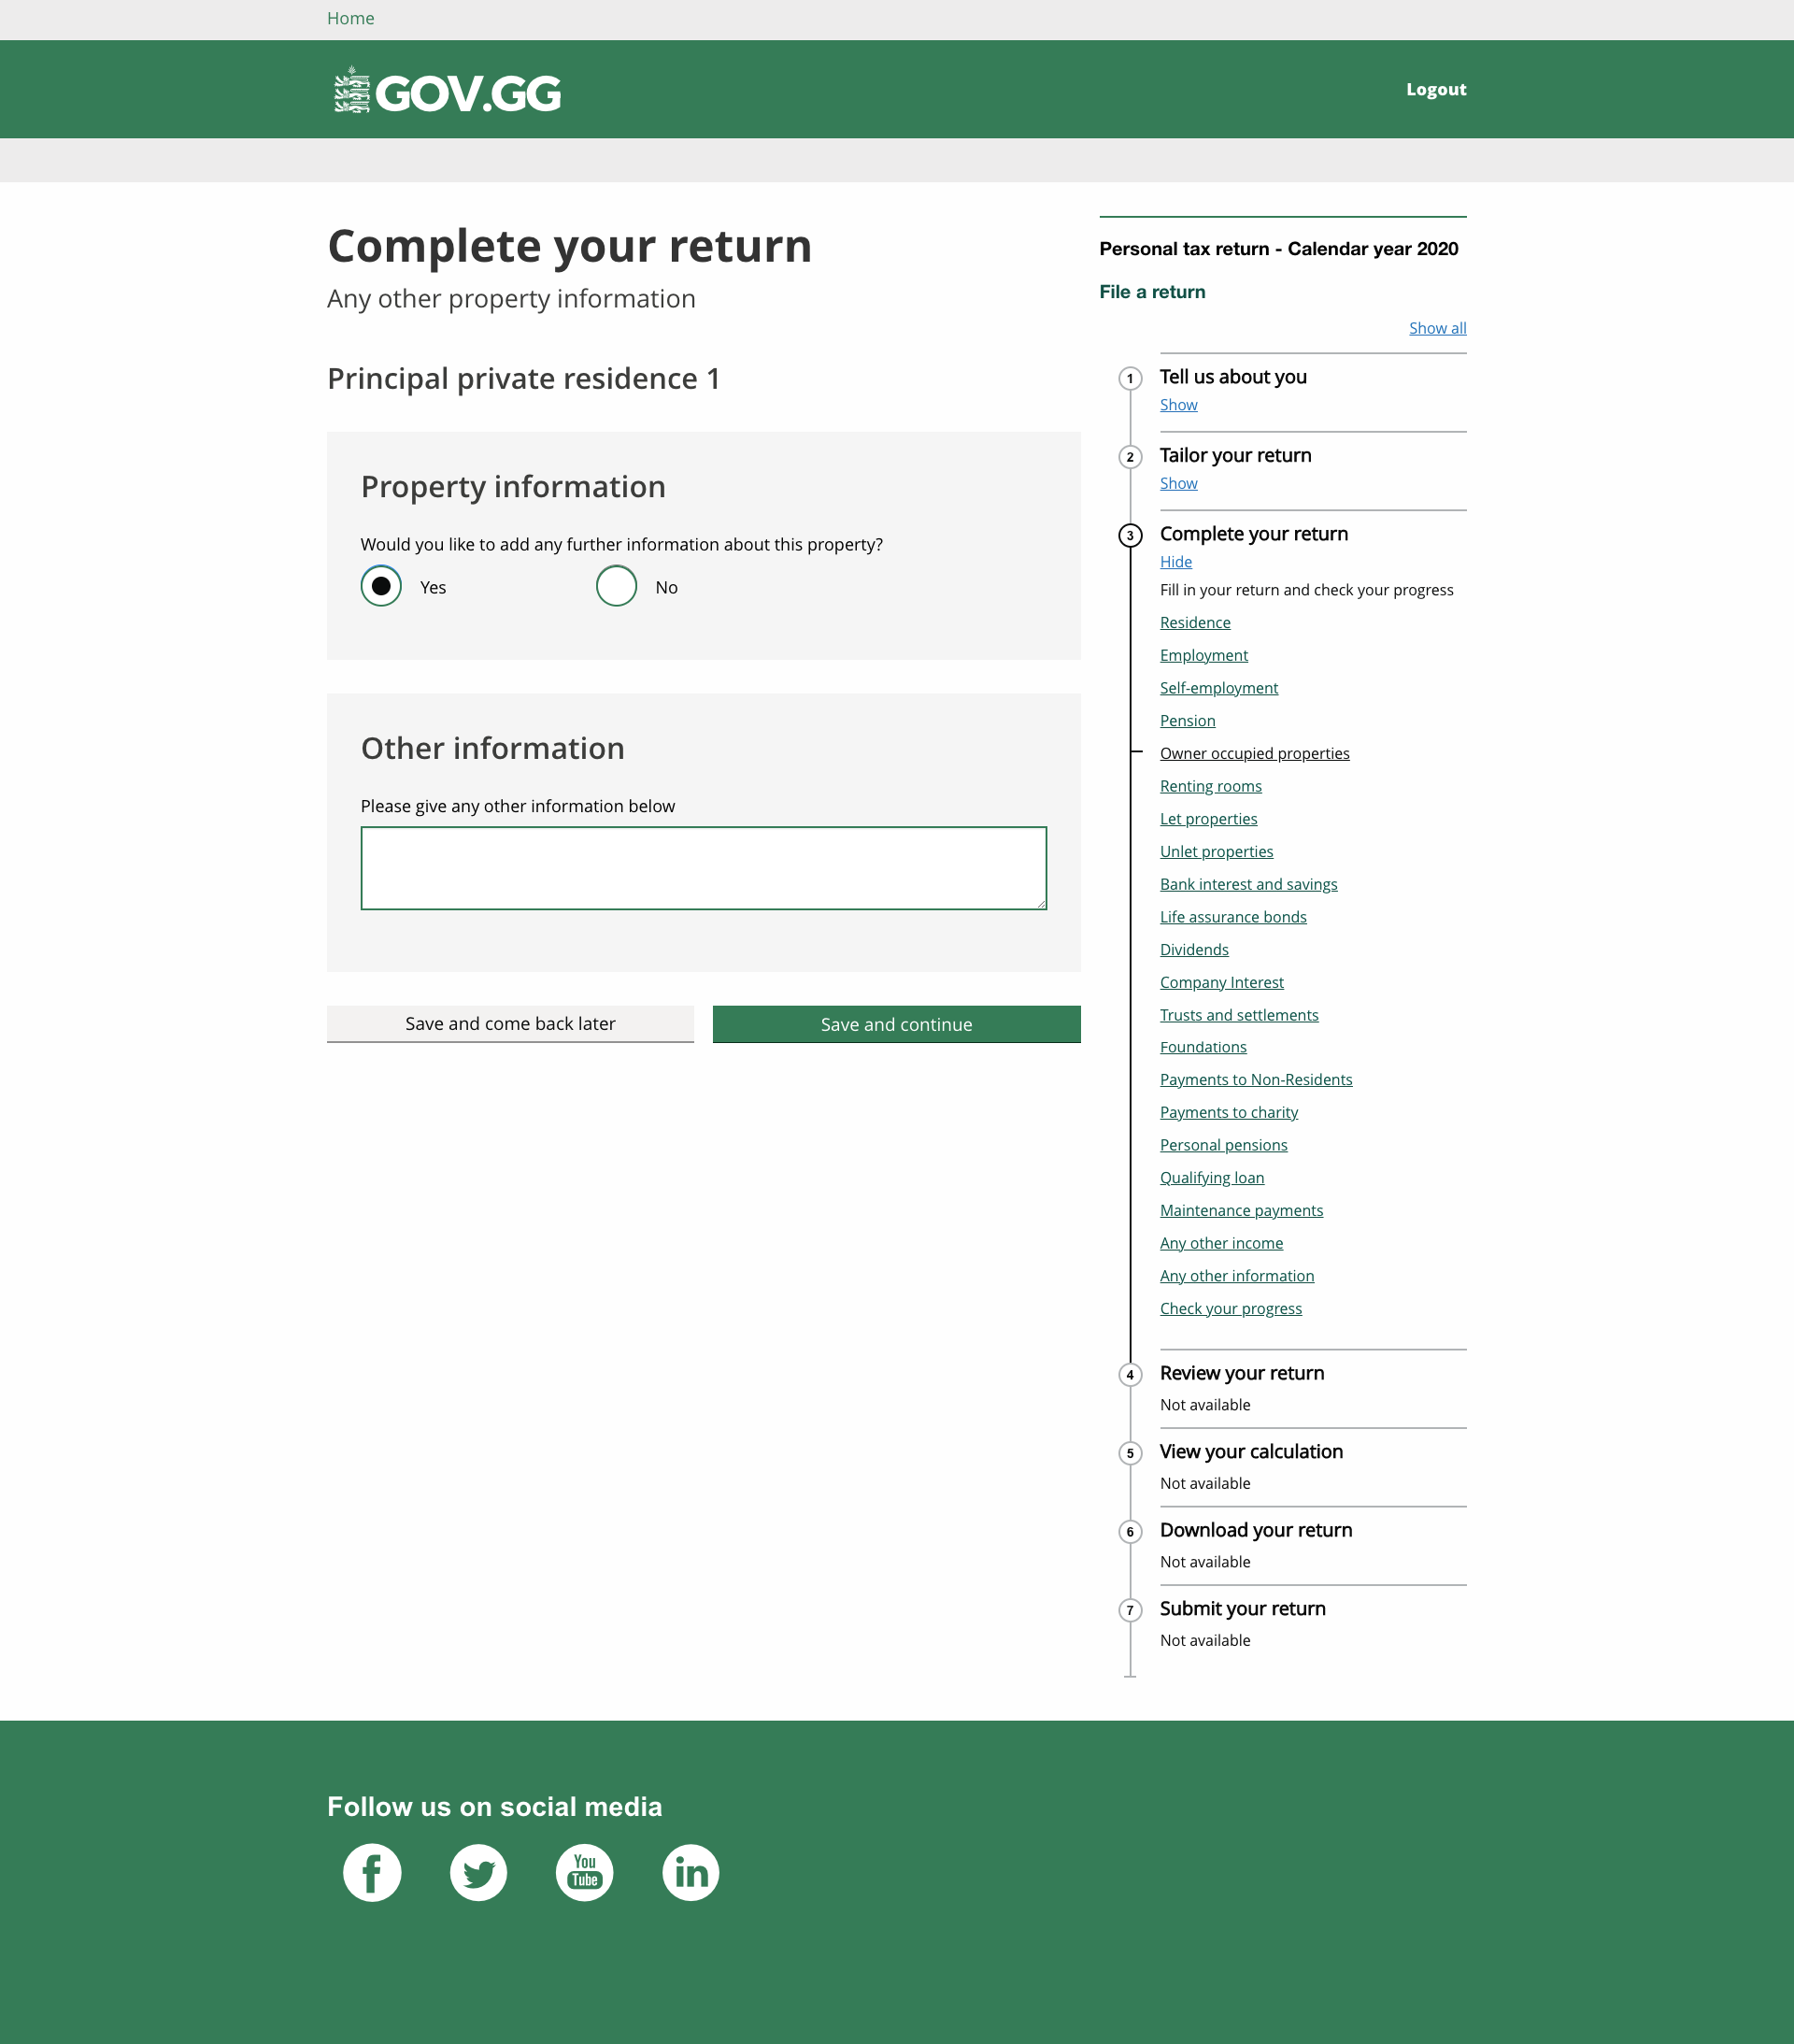 Home
GOV.GG
Logout
Complete your return
Any other property information
Principal private residence 1
Property information
Would you like to add any further information about this property?
Yes
No
Other information
Please give any other information below
Save and come back later
Save and continue
Personal tax return - Calendar year 2020
File a return
Show all
1
Tell us about you
Show
2
Tailor your return
Show
3
Complete your return
Hide
Fill in your return and check your progress
Residence
Employment
Self-employment
Pension
Owner occupied properties
Renting rooms
Let properties
Unlet properties
Bank interest and savings
Life assurance bonds
Dividends
Company Interest
Trusts and settlements
Foundations
Payments to Non-Residents
Payments to charity
Personal pensions
Qualifying loan
Maintenance payments
Any other income
Any other information
Check your progress
4
Review your return
Not available
5
View your calculation
Not available
6
Download your return
Not available
7
Submit your return
Not available
Follow us on social media
f
You
Tube
in